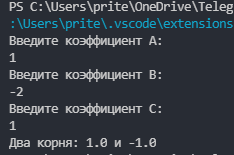 PS C:\Users\prite\OneDrive\Teleg
:\Users\prite\.vscode\extensions
Введите коэффициент A:
1
Введите коэффициент B:
-2
Введите коэффициент C:
1
Два корня: 1.0 и -1.0